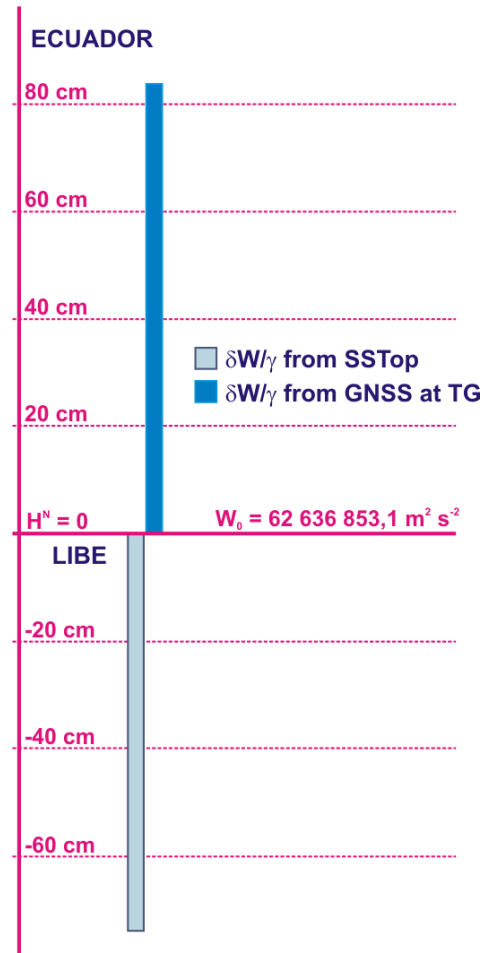 ECUADOR
80 cm
60 cm
40 cm
δW/γ from SSTop
δW/γ from GNSS at TG
20 cm
Hᴺ = 0 W₀ = 62 636 853,1 m² s⁻²
LIBE
-20 cm
-40 cm
-60 cm